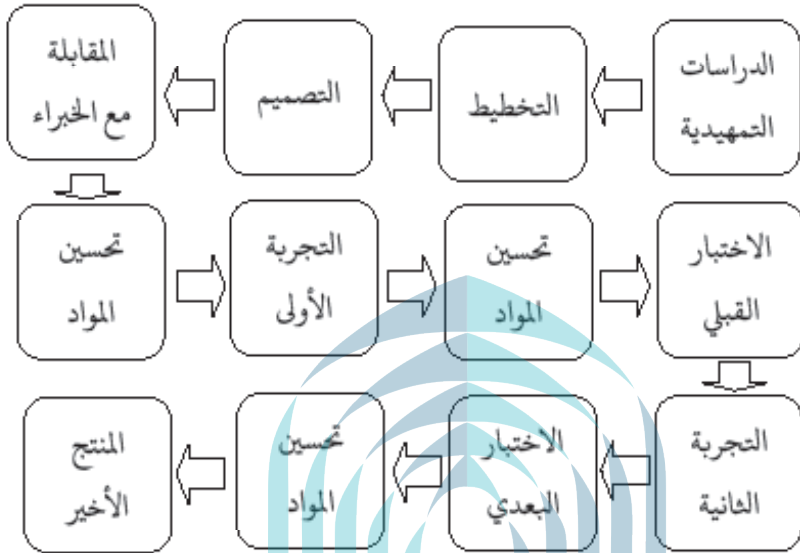 الدراسات
التمهيدية
التخطيط
التصميم
المقابلة
مع الخبراء
تحسين
المواد
التجربة
الأولى
تحسين
المواد
الاختبار
القبلي
التجربة
الثانية
الاختبار
البعدي
تحسين
المواد
المنتج
الأخير